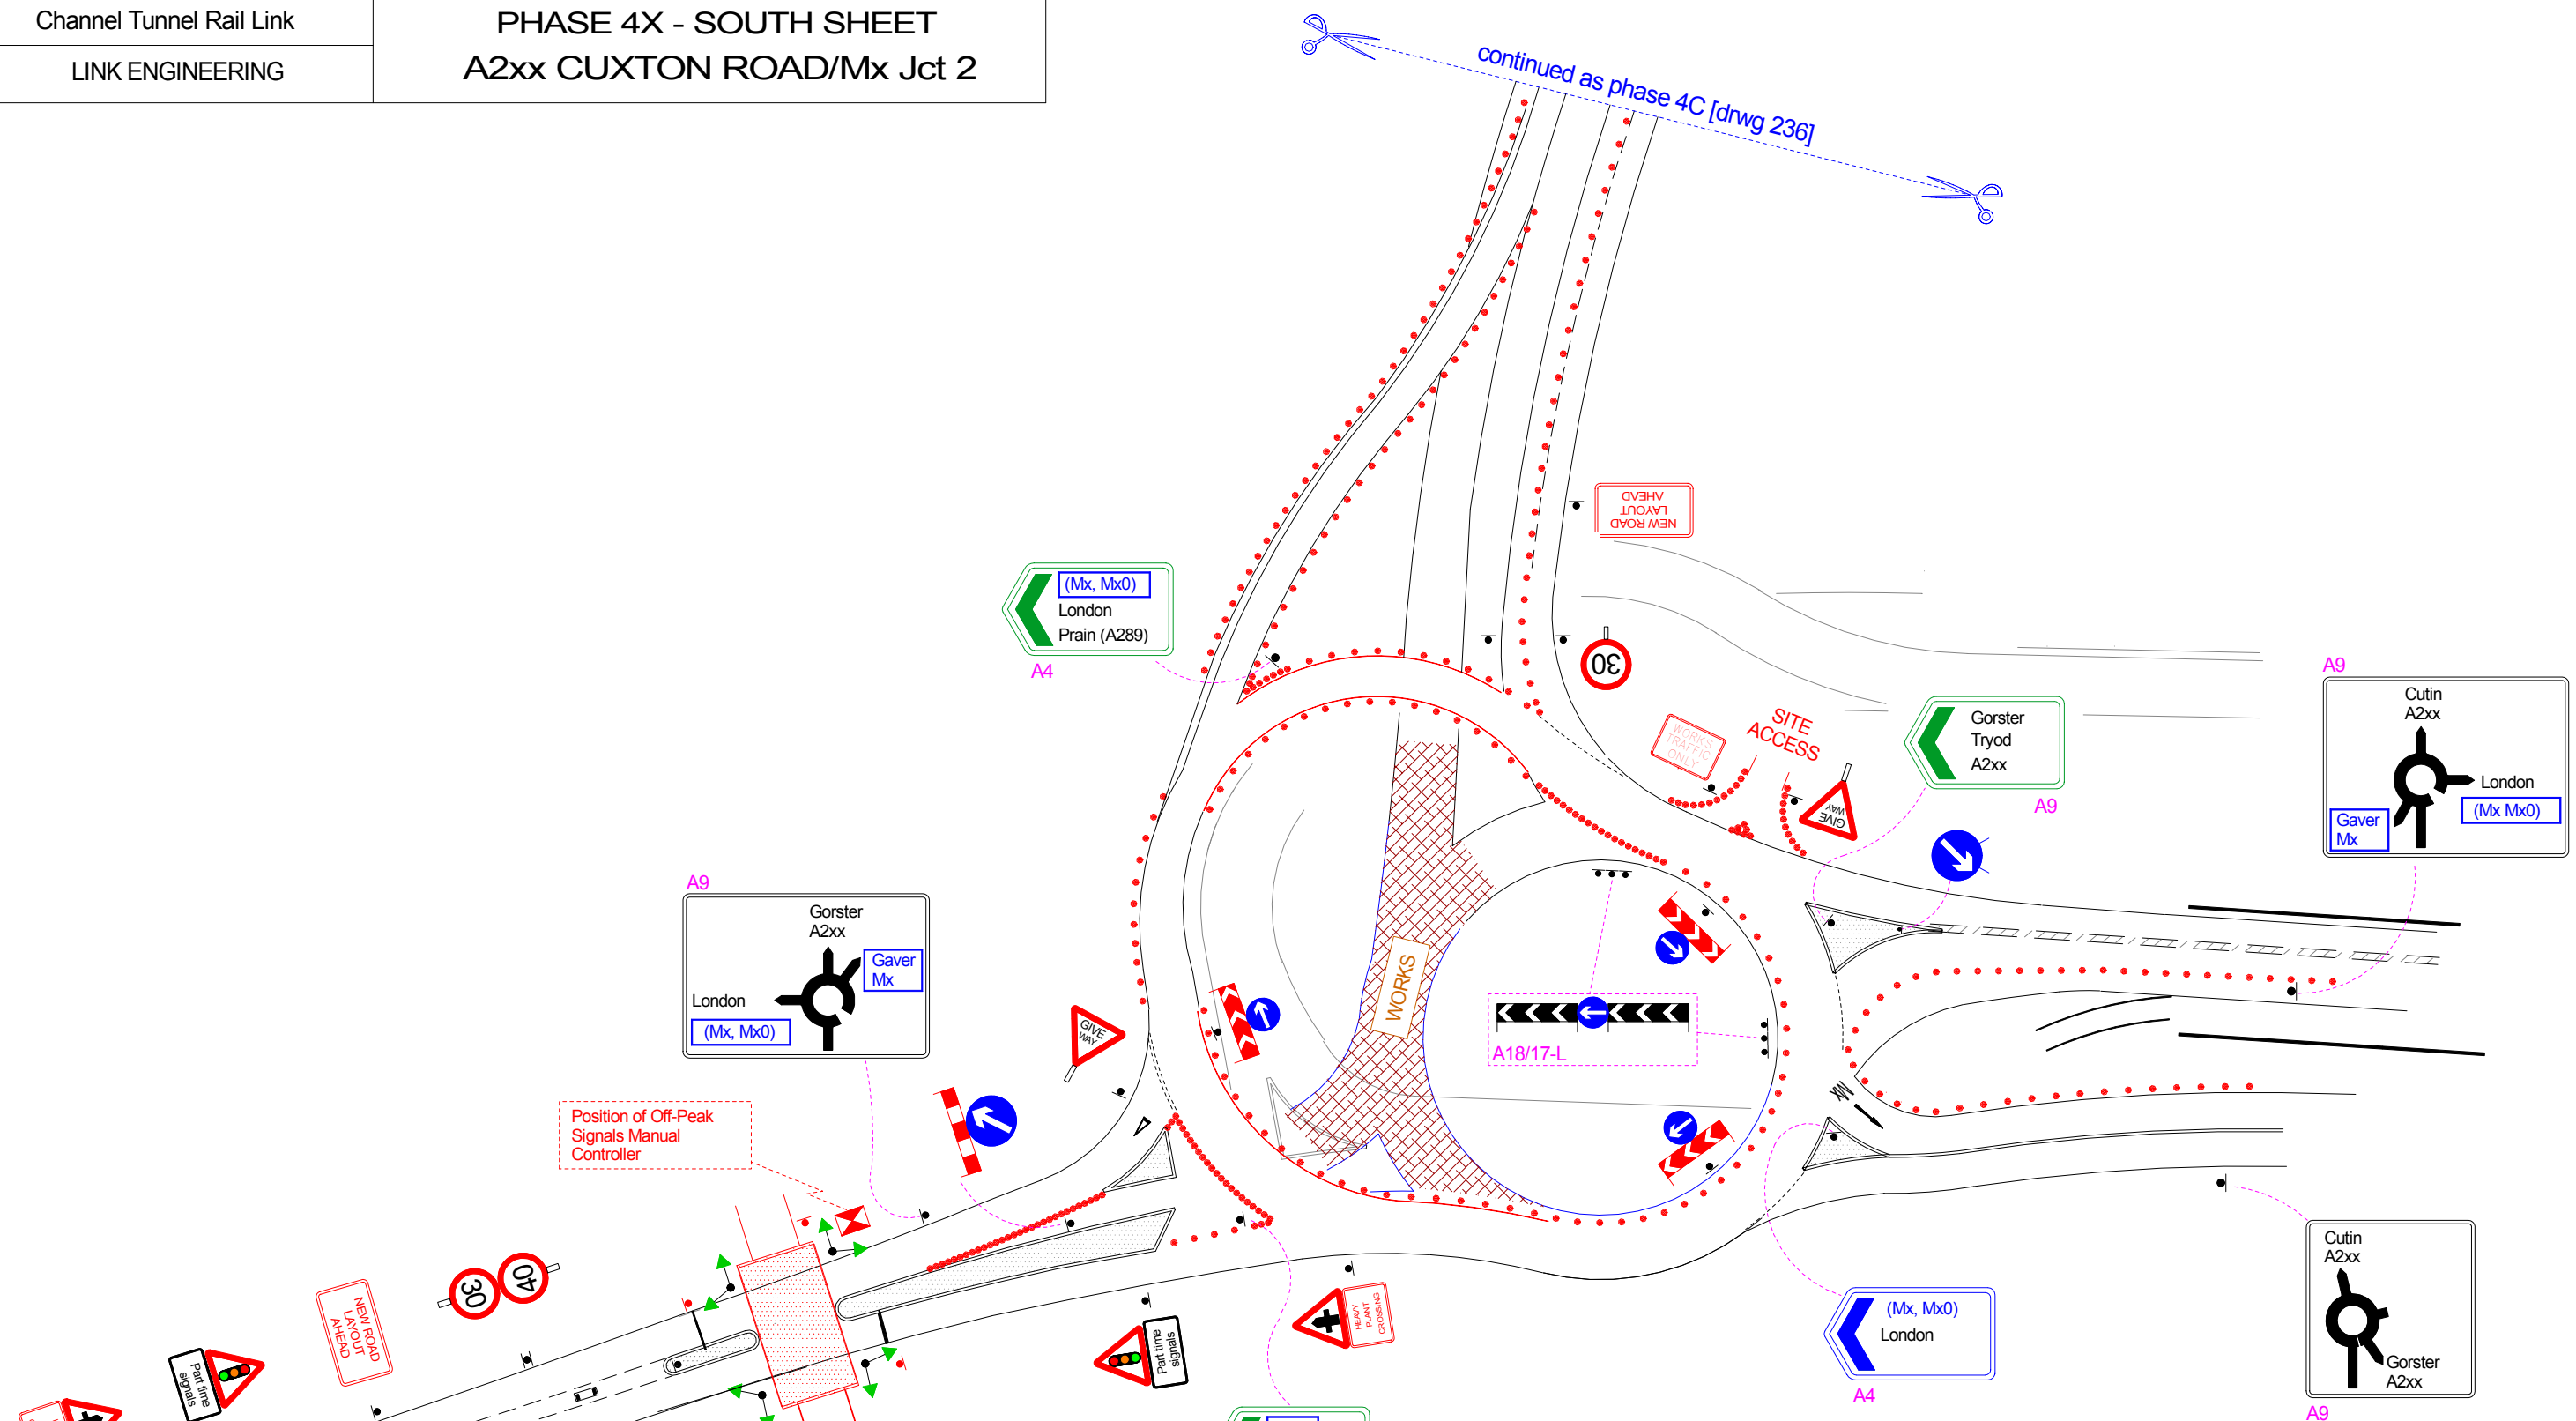 Channel Tunnel Rail Link
LINK ENGINEERING
PHASE 4X - SOUTH SHEET
A2xx CUXTON ROAD/Mx Jct 2
continued as phase 4C [drwg 236]
NEW ROAD
LAYOUT
AHEAD
(Mx, Mx0)
London
Prain (A289)
A4
30
SITE
ACCESS
WORKS
TRAFFIC
ONLY
GIVE
WAY
Gorster
Tryod
A2xx
A9
A9
Cutin
A2xx
London
(Mx Mx0)
Gaver
Mx
A9
Gorster
A2xx
Gaver
Mx
London
(Mx, Mx0)
GIVE
WAY
WORKS
A18/17-L
Position of Off-Peak
Signals Manual
Controller
30
40
NEW ROAD
LAYOUT
AHEAD
Part time
signals
Part time
signals
HEAVY
PLANT
CROSSING
(Mx, Mx0)
London
A4
Cutin
A2xx
Gorster
A2xx
A9